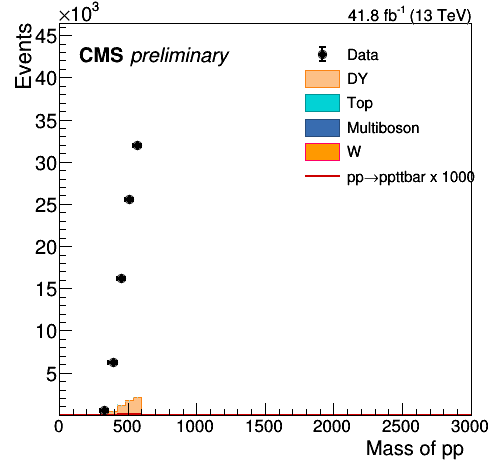 ×10³
41.8 fb⁻¹ (13 TeV)
Events
CMS preliminary
Data
DY
Top
Multiboson
W
pp→ppttbar x 1000
45
40
35
30
25
20
15
10
5
0 500 1000 1500 2000 2500 3000
Mass of pp